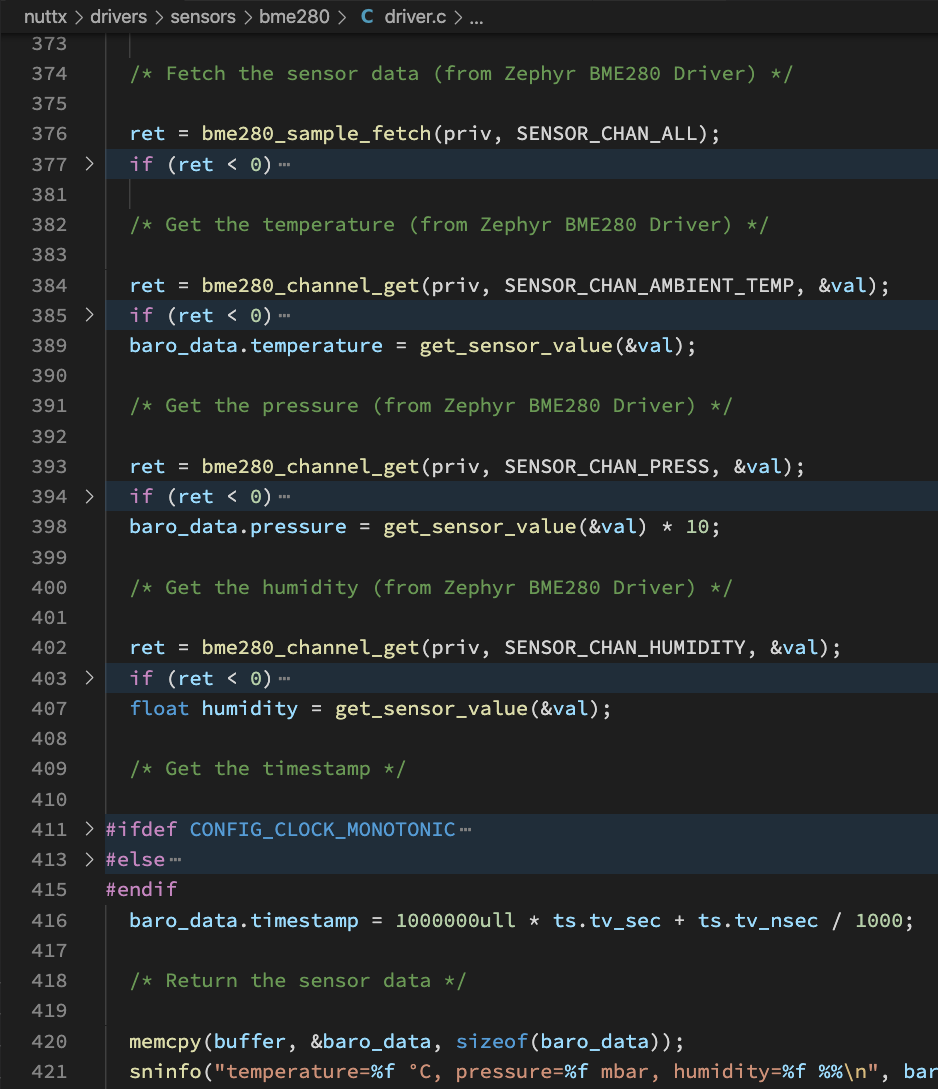 nuttx > drivers > sensors > bme280 > C driver.c > ...
373
374 /* Fetch the sensor data (from Zephyr BME280 Driver) */
375
376 ret = bme280_sample_fetch(priv, SENSOR_CHAN_ALL);
377 > if (ret < 0)⋯
381
382 /* Get the temperature (from Zephyr BME280 Driver) */
383
384 ret = bme280_channel_get(priv, SENSOR_CHAN_AMBIENT_TEMP, &val);
385 > if (ret < 0)⋯
389 baro_data.temperature = get_sensor_value(&val);
390
391 /* Get the pressure (from Zephyr BME280 Driver) */
392
393 ret = bme280_channel_get(priv, SENSOR_CHAN_PRESS, &val);
394 > if (ret < 0)⋯
398 baro_data.pressure = get_sensor_value(&val) * 10;
399
400 /* Get the humidity (from Zephyr BME280 Driver) */
401
402 ret = bme280_channel_get(priv, SENSOR_CHAN_HUMIDITY, &val);
403 > if (ret < 0)⋯
407 float humidity = get_sensor_value(&val);
408
409 /* Get the timestamp */
410
411 > #ifdef CONFIG_CLOCK_MONOTONIC⋯
413 > #else⋯
415 #endif
416 baro_data.timestamp = 1000000ull * ts.tv_sec + ts.tv_nsec / 1000;
417
418 /* Return the sensor data */
419
420 memcpy(buffer, &baro_data, sizeof(baro_data));
421 sninfo("temperature=%f °C, pressure=%f mbar, humidity=%f %%\n", bar